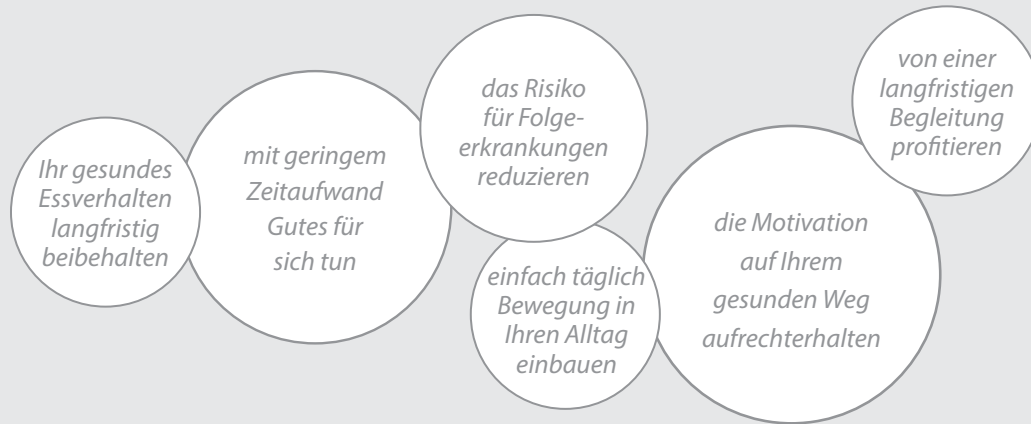 Ihr gesundes
Essverhalten
langfristig
beibehalten
mit geringem
Zeitaufwand
Gutes für
sich tun
das Risiko
für Folge-
erkrankungen
reduzieren
einfach täglich
Bewegung in
Ihren Alltag
einbauen
die Motivation
auf Ihrem
gesunden Weg
aufrechterhalten
von einer
langfristigen
Begleitung
profitieren